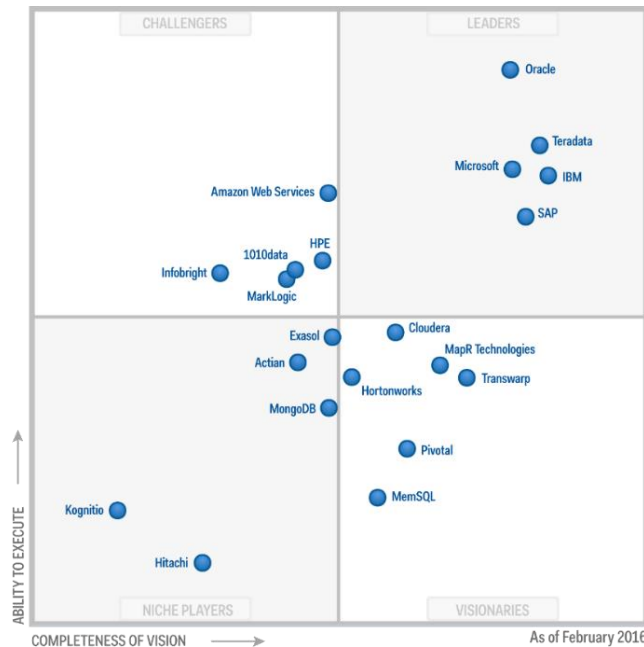 CHALLENGERS
LEADERS
Oracle
Teradata
Microsoft
IBM
Amazon Web Services
SAP
HPE
1010data
Infobright
MarkLogic
Exasol
Cloudera
Actian
MapR Technologies
Hortonworks
Transwarp
MongoDB
Pivotal
MemSQL
Kognitio
Hitachi
ABILITY TO EXECUTE
NICHE PLAYERS
VISIONARIES
COMPLETENESS OF VISION
As of February 2016